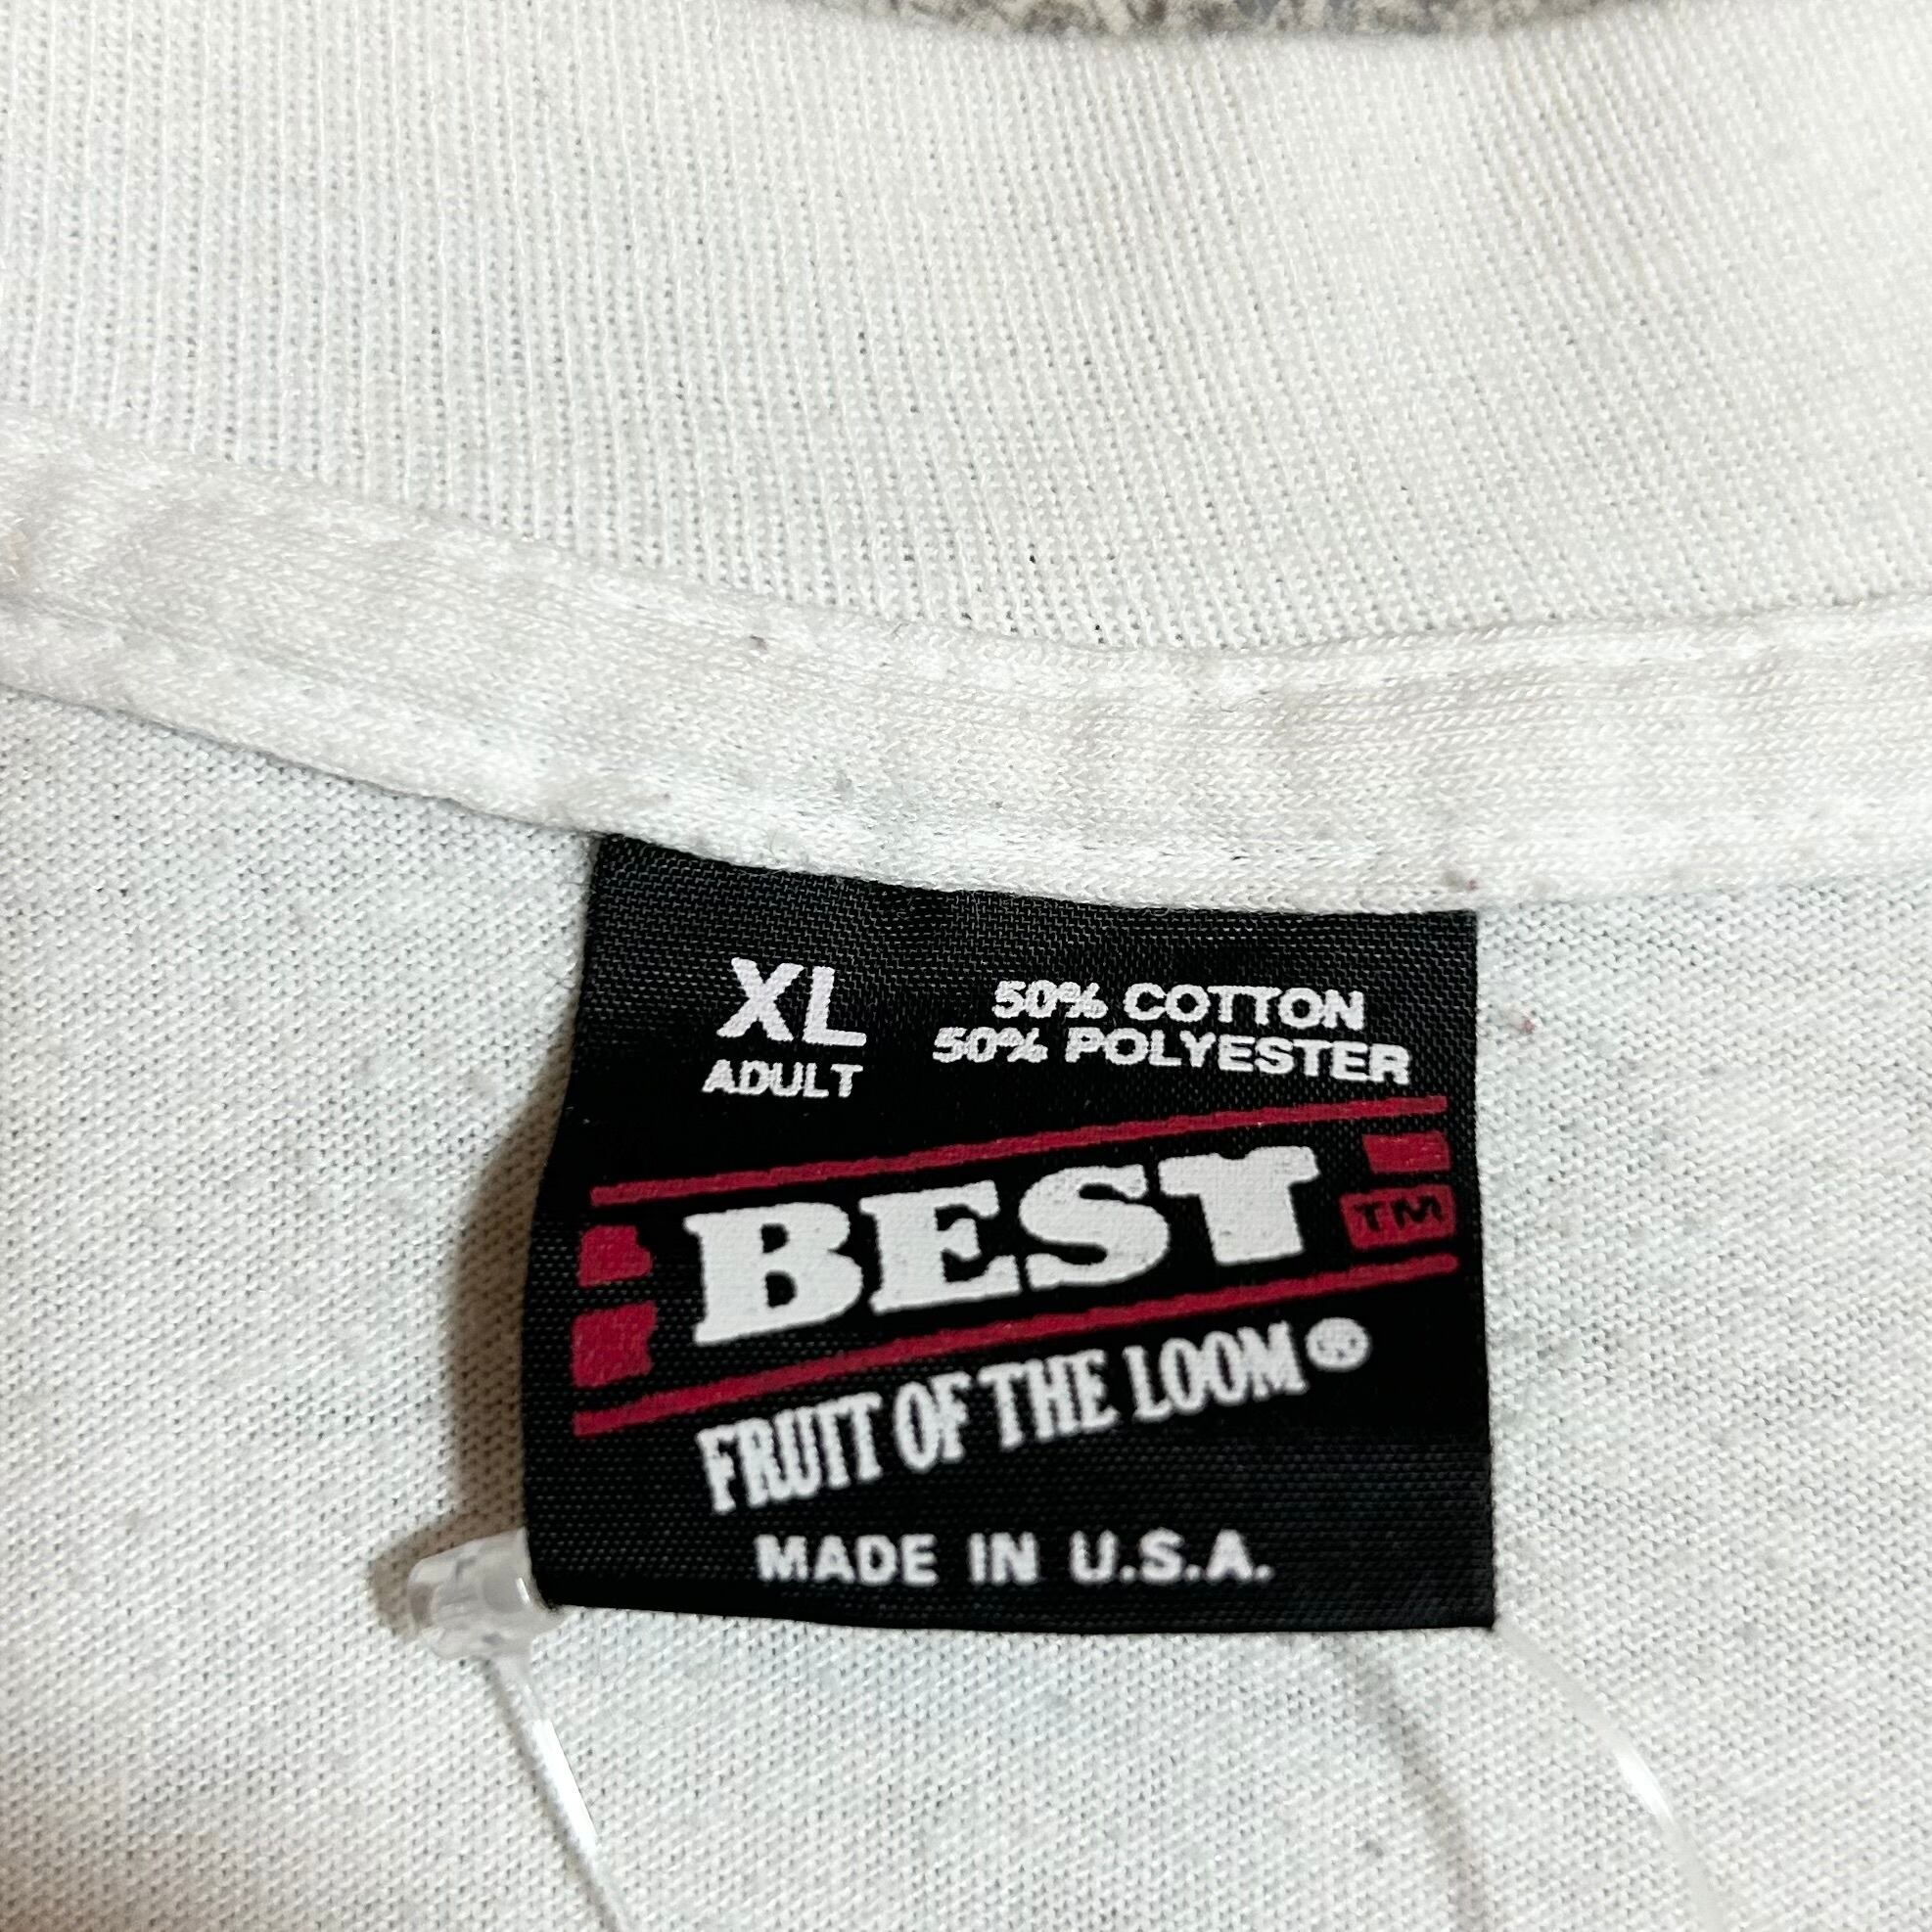 XL
ADULT
50% COTTON
50% POLYESTER
BEST™
FRUIT OF THE LOOM®
MADE IN U.S.A.